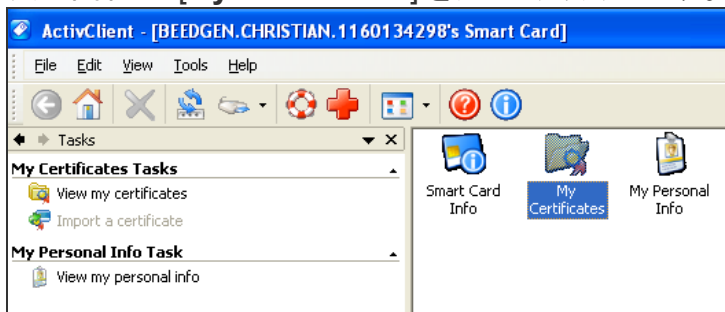 ActivClient - [BEEDGEN.CHRISTIAN.1160134298's Smart Card]
File Edit View Tools Help
Tasks
My Certificates Tasks
View my certificates
Import a certificate
My Personal Info Task
View my personal info
Smart Card Info
My Certificates
My Personal Info